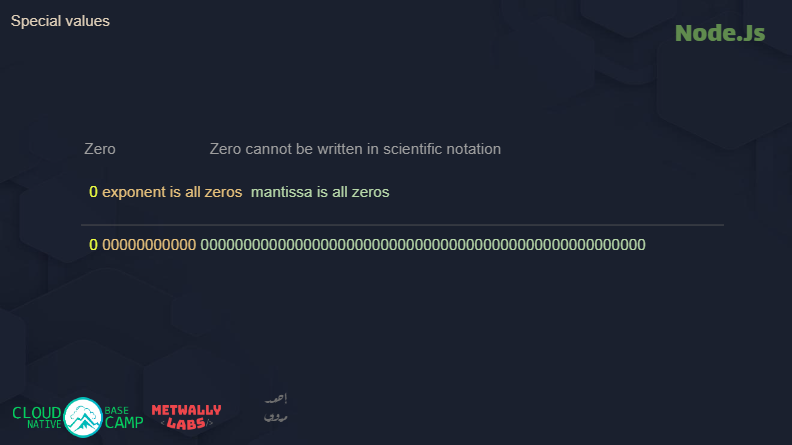 Special values
Node.Js
Zero Zero cannot be written in scientific notation
0 exponent is all zeros mantissa is all zeros
0 00000000000 0000000000000000000000000000000000000000000000000000
CLOUD NATIVE BASE CAMP
METWALLY
<LABS/>